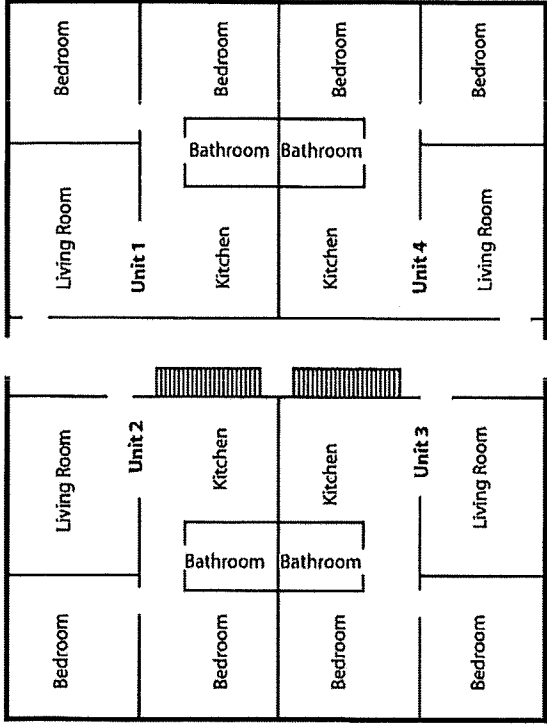 Bedroom
Bedroom
Bedroom
Bedroom
Bathroom
Bathroom
Living Room
Unit 1
Kitchen
Kitchen
Unit 4
Living Room
Living Room
Unit 2
Kitchen
Kitchen
Unit 3
Living Room
Bathroom
Bathroom
Bedroom
Bedroom
Bedroom
Bedroom